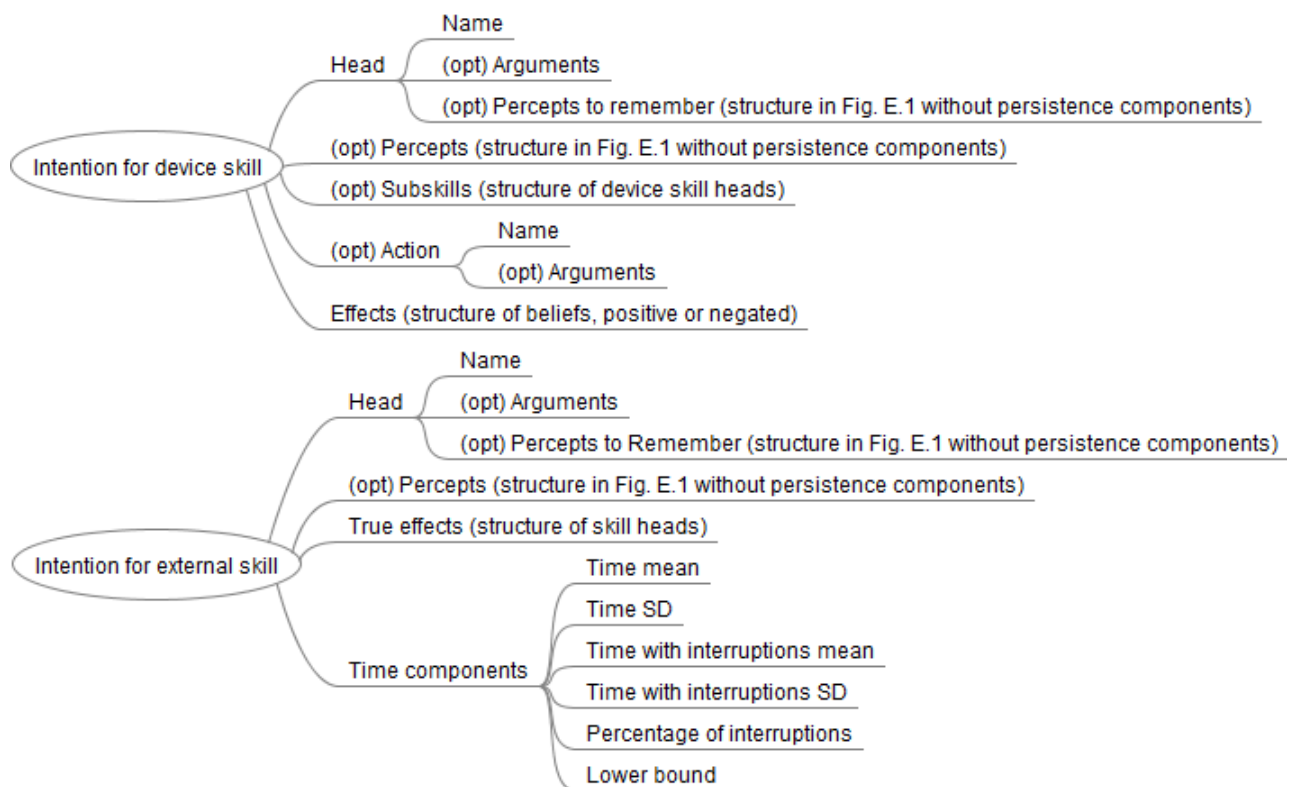 Name
Head
(opt) Arguments
(opt) Percepts to remember (structure in Fig. E.1 without persistence components)
(opt) Percepts (structure in Fig. E.1 without persistence components)
Intention for device skill
(opt) Subskills (structure of device skill heads)
Name
(opt) Action
(opt) Arguments
Effects (structure of beliefs, positive or negated)
Name
Head
(opt) Arguments
(opt) Percepts to Remember (structure in Fig. E.1 without persistence components)
(opt) Percepts (structure in Fig. E.1 without persistence components)
True effects (structure of skill heads)
Intention for external skill
Time mean
Time SD
Time with interruptions mean
Time components
Time with interruptions SD
Percentage of interruptions
Lower bound